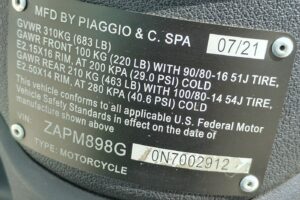 MFD BY PIAGGIO & C. SPA 07/21
GVWR 310KG (683 LB)
GAWR FRONT 100 KG (220 LB) WITH 90/80-16 51J TIRE,
E2.15X16 RIM, AT 200 KPA (29.0 PSI) COLD
GAWR REAR 210 KG (463 LB) WITH 100/80-14 54J TIRE,
E2.50X14 RIM, AT 280 KPA (40.6 PSI) COLD
This vehicle conforms to all applicable U.S. Federal Motor
Vehicle Safety Standards in effect on the date of
manufacture shown above
VIN: ZAPM898G /0N7002912
TYPE: MOTORCYCLE